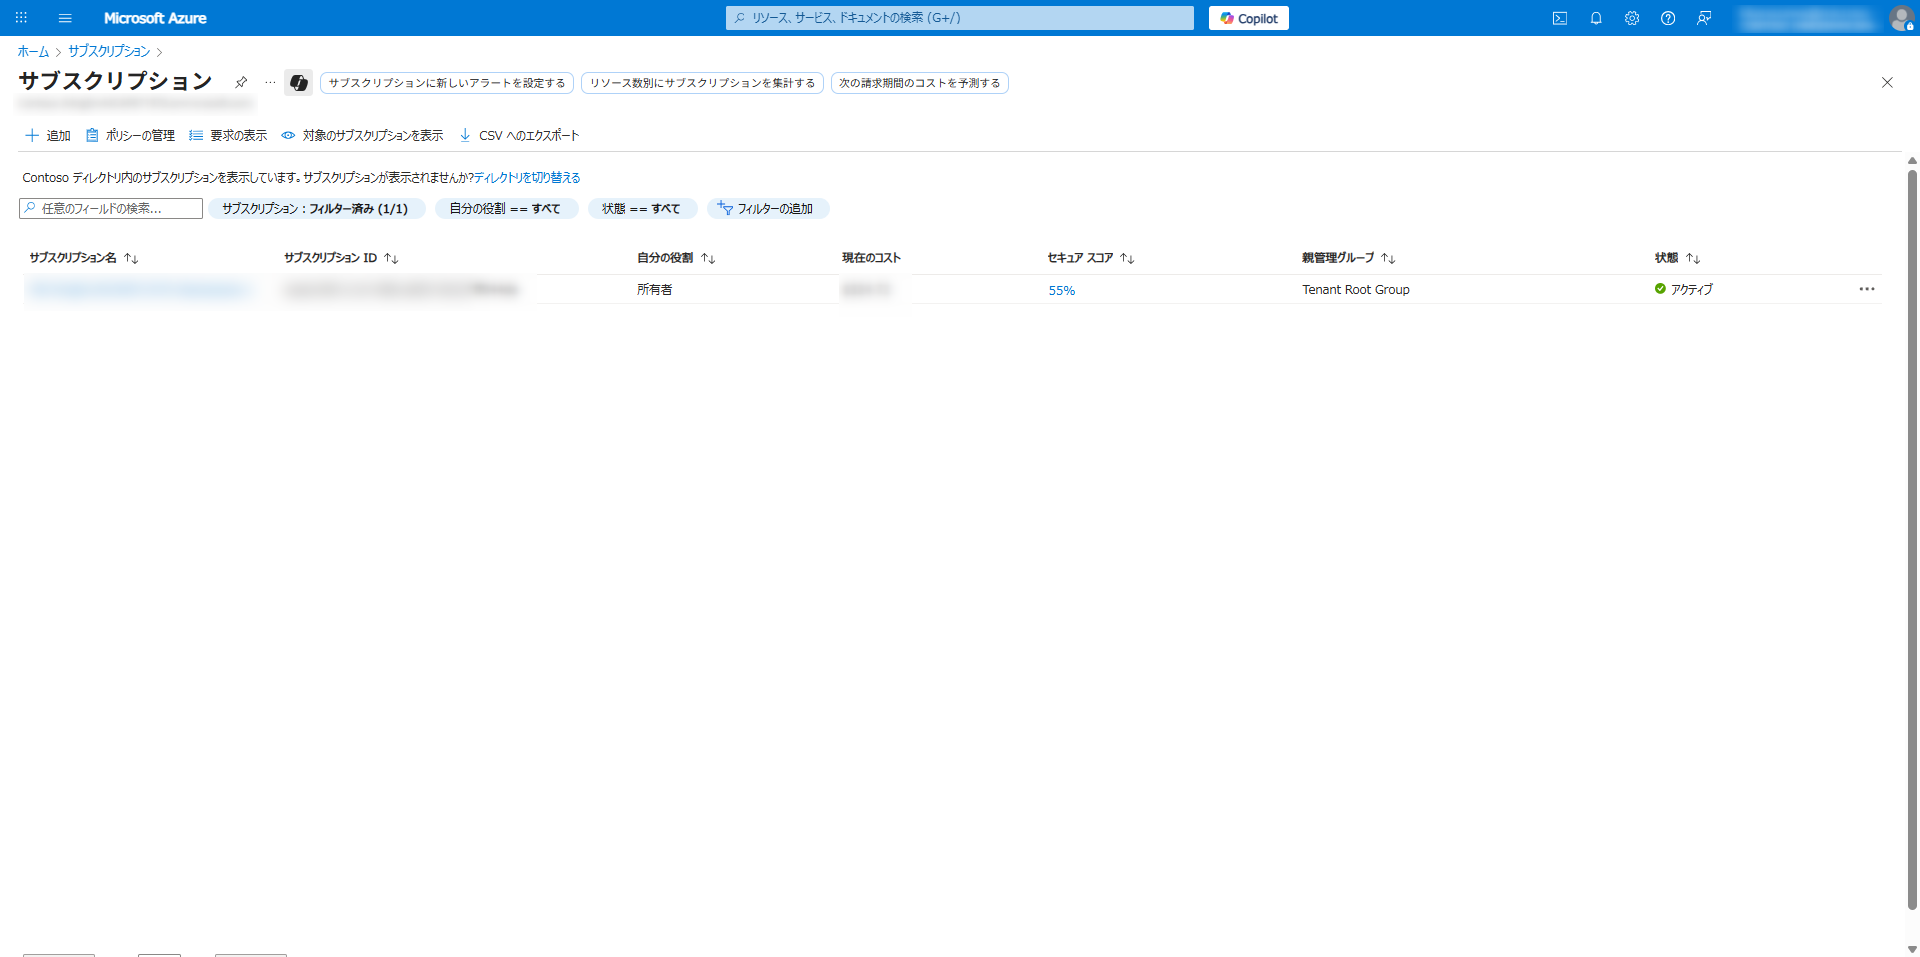 Microsoft Azure
リソース、サービス、ドキュメントの検索 (G+/)
Copilot
ホーム > サブスクリプション >
サブスクリプション
サブスクリプションに新しいアラートを設定する
リソース数別にサブスクリプションを集計する
次の請求期間のコストを予測する
追加
ポリシーの管理
要求の表示
対象のサブスクリプションを表示
CSV へのエクスポート
Contoso ディレクトリ内のサブスクリプションを表示しています。サブスクリプションが表示されませんか?ディレクトリを切り替える
任意のフィールドの検索...
サブスクリプション : フィルター済み (1/1)
自分の役割 == すべて
状態 == すべて
フィルターの追加
サブスクリプション名 ↑↓ サブスクリプション ID ↑↓ 自分の役割 ↑↓ 現在のコスト セキュア スコア ↑↓ 親管理グループ ↑↓ 状態 ↑↓
所有者 55% Tenant Root Group アクティブ